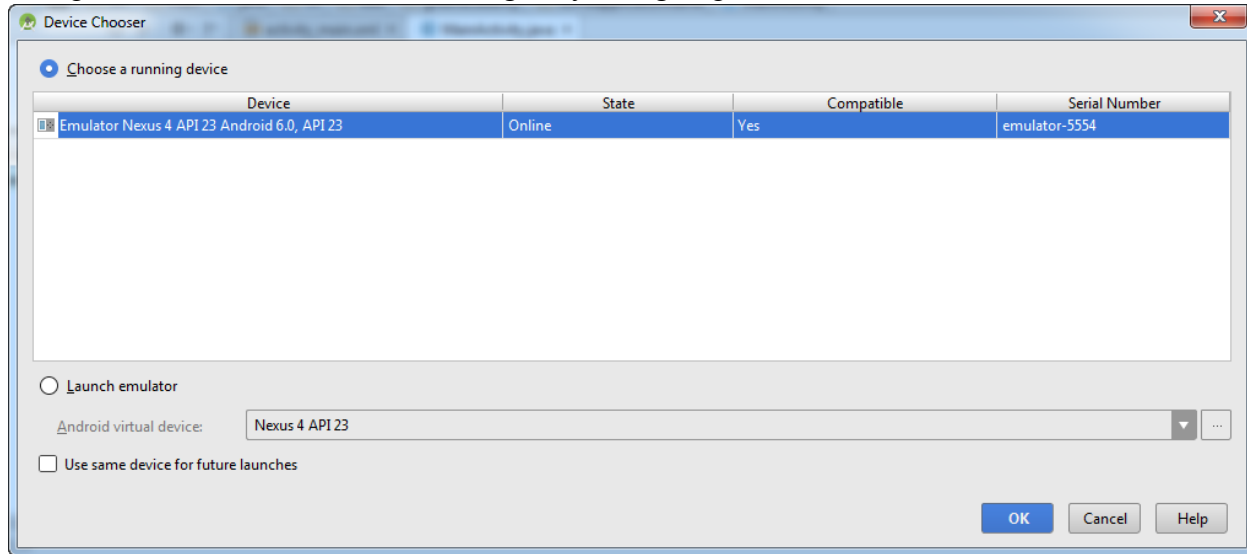 Device Chooser
Choose a running device
Device State Compatible Serial Number
Emulator Nexus 4 API 23 Android 6.0, API 23 Online Yes emulator-5554
Launch emulator
Android virtual device: Nexus 4 API 23 ...
Use same device for future launches
OK Cancel Help